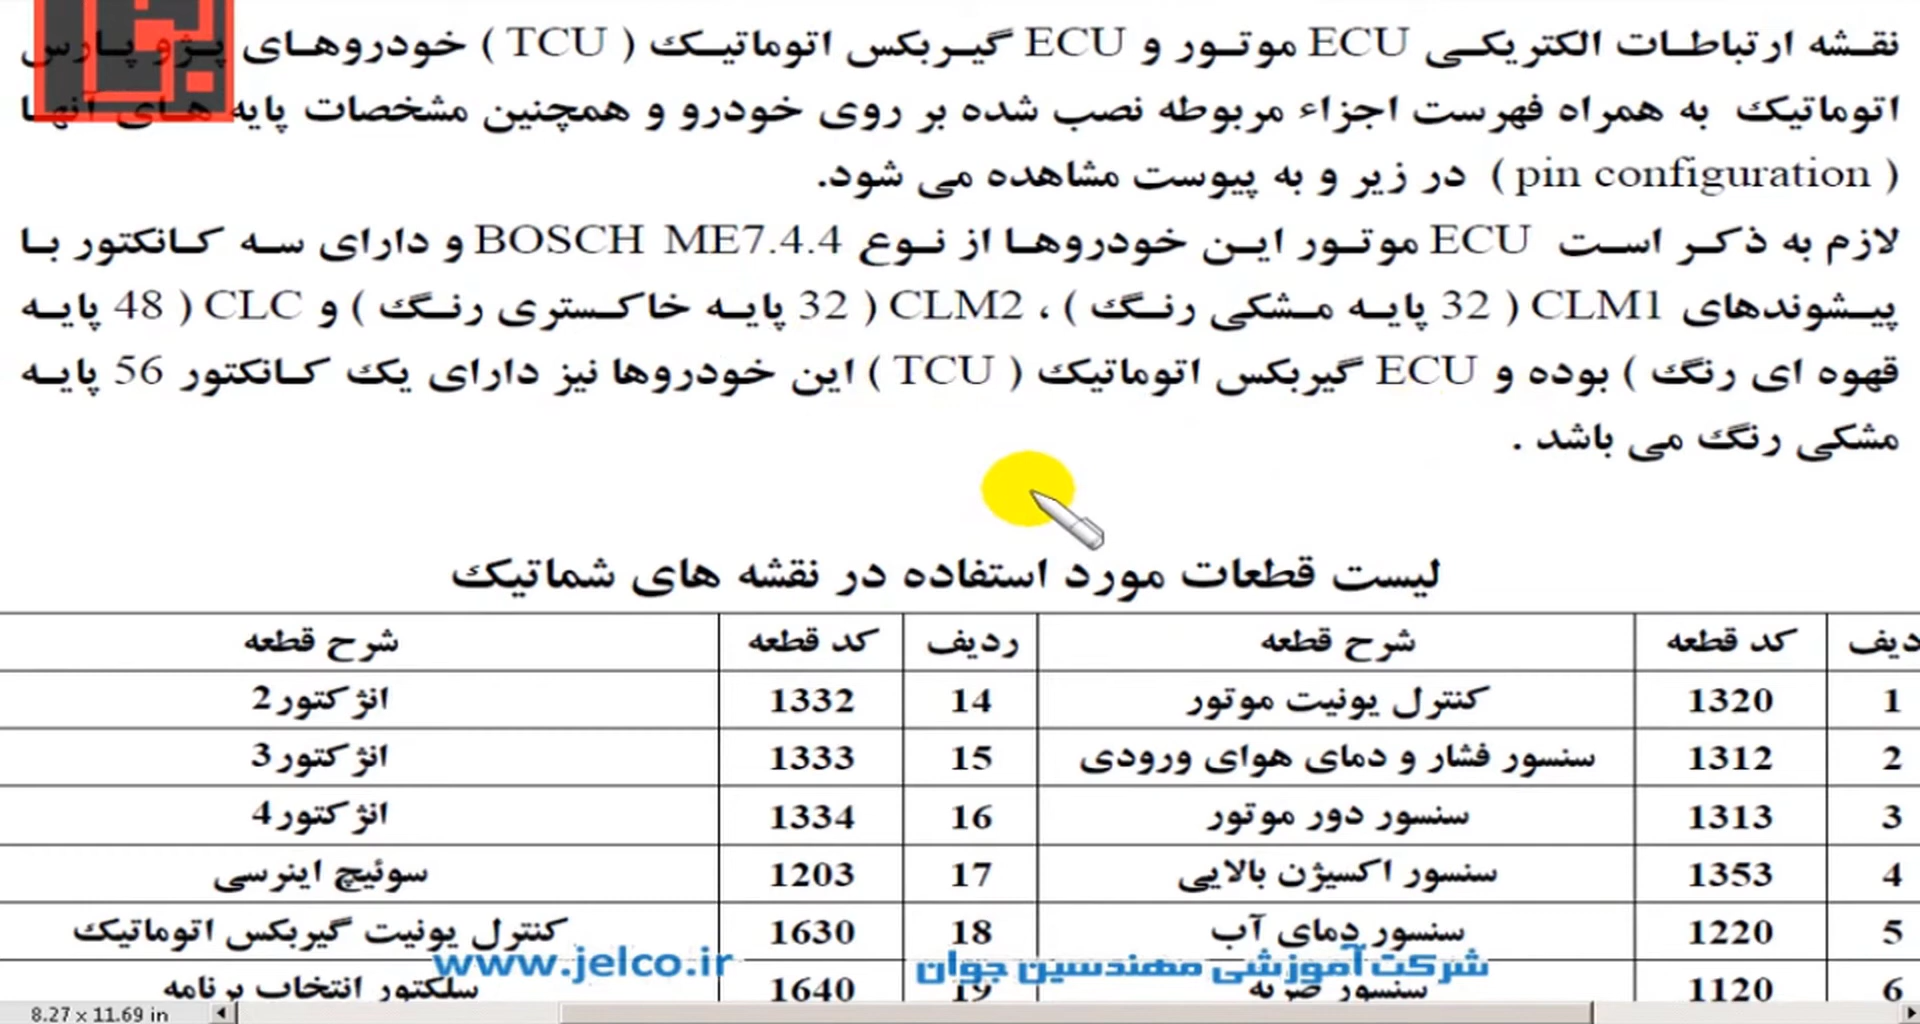 نقشه ارتباطات الکتریکی ECU موتور و ECU گیربکس اتوماتیک ( TCU ) خودروهای پژو پارس
اتوماتیک به همراه فهرست اجزاء مربوطه نصب شده بر روی خودرو و همچنین مشخصات پایه های آنها
( pin configuration ) در زیر و به پیوست مشاهده می شود.
لازم به ذکر است ECU موتور این خودروها از نوع BOSCH ME7.4.4 و دارای سه کانکتور با
پیشوندهای CLM1 ( 32 پایه مشکی رنگ ) ، CLM2 ( 32 پایه خاکستری رنگ ) و CLC ( 48 پایه
قهوه ای رنگ ) بوده و ECU گیربکس اتوماتیک ( TCU ) این خودروها نیز دارای یک کانکتور 56 پایه
مشکی رنگ می باشد .
لیست قطعات مورد استفاده در نقشه های شماتیک
دیف کد قطعه شرح قطعه ردیف کد قطعه شرح قطعه
1 1320 کنترل یونیت موتور 14 1332 انژکتور 2
2 1312 سنسور فشار و دمای هوای ورودی 15 1333 انژکتور 3
3 1313 سنسور دور موتور 16 1334 انژکتور 4
4 1353 سنسور اکسیژن بالایی 17 1203 سوئیچ اینرسی
5 1220 سنسور دمای آب 18 1630 کنترل یونیت گیربکس اتوماتیک
6 1120 سنسور ضربه 19 1640 سلکتور انتخاب برنامه
شرکت آموزشی مهندسین جوان www.jelco.ir
8.27 x 11.69 in